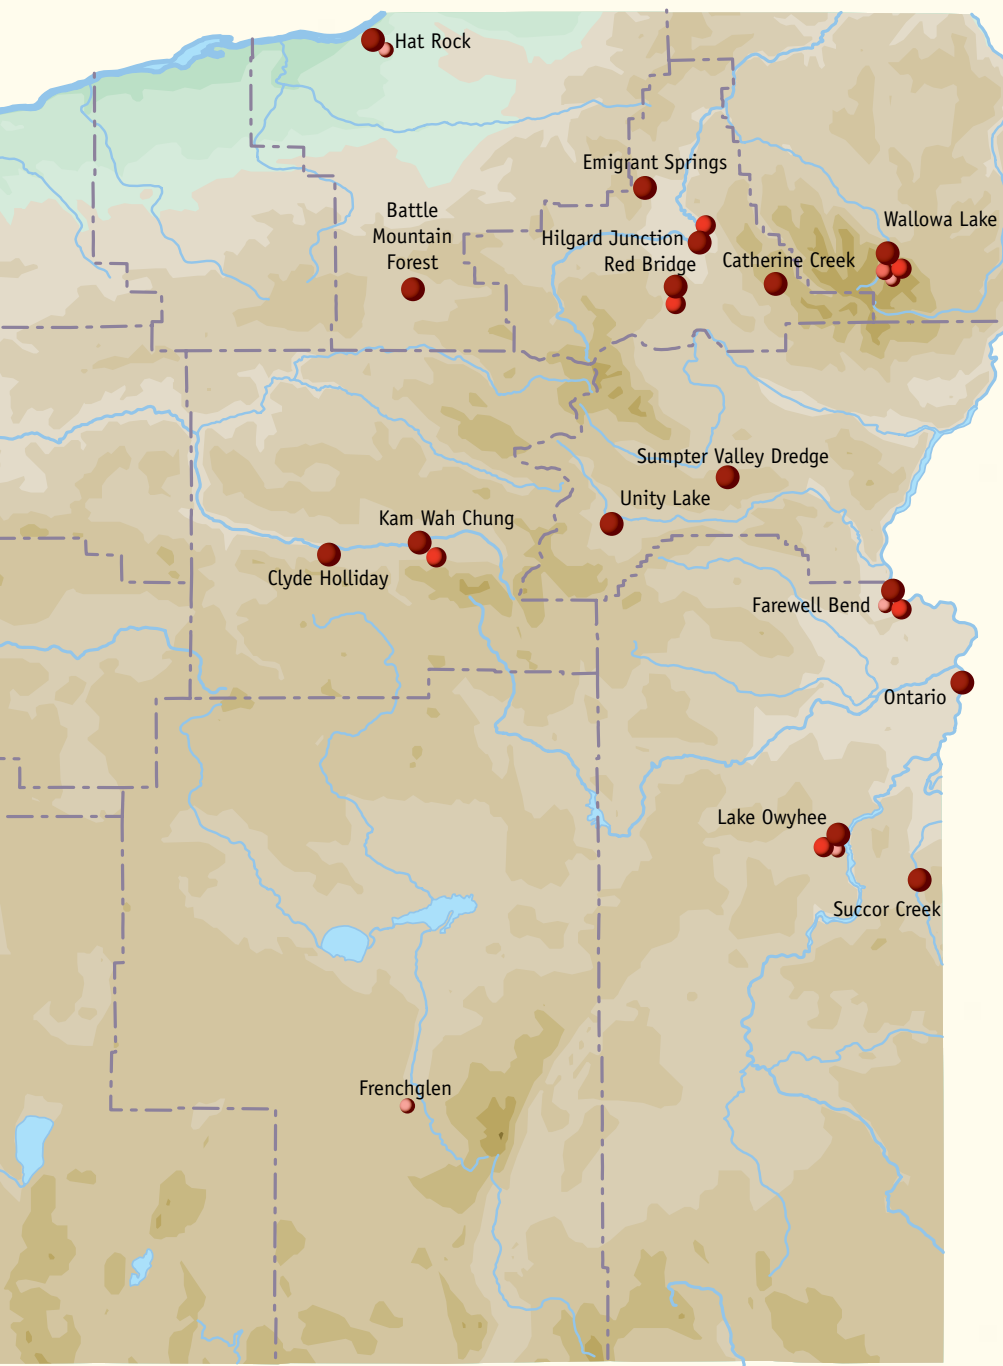 Hat Rock
Emigrant Springs
Battle
Mountain
Forest
Wallowa Lake
Hilgard Junction
Red Bridge
Catherine Creek
Sumpter Valley Dredge
Unity Lake
Kam Wah Chung
Clyde Holliday
Farewell Bend
Ontario
Lake Owyhee
Succor Creek
Frenchglen